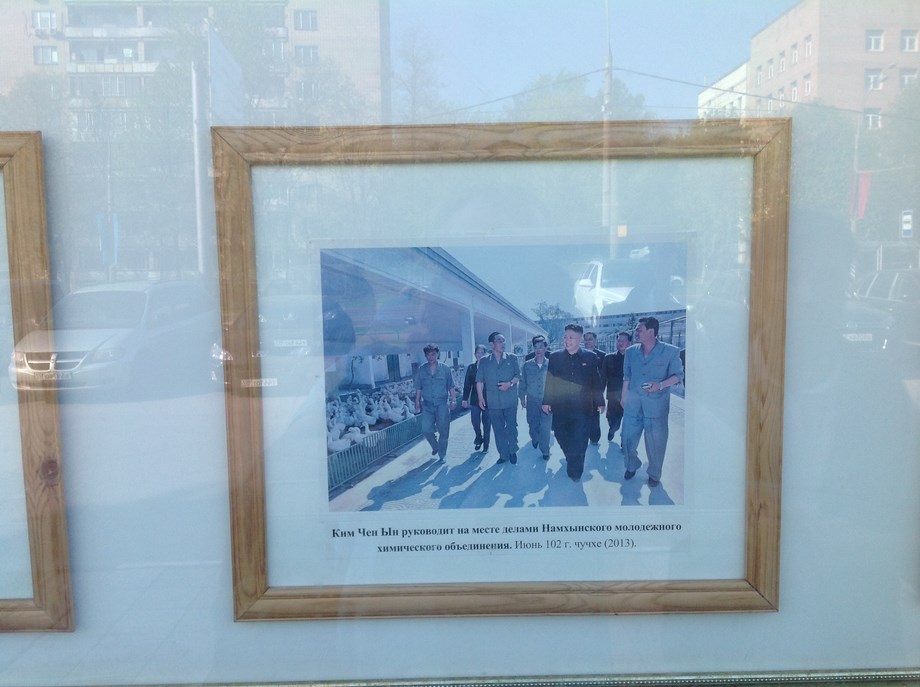 Ким Чен Ын руководит на месте делами Намхынского молодежного
химического объединения. Июнь 102 г. чучхе (2013).